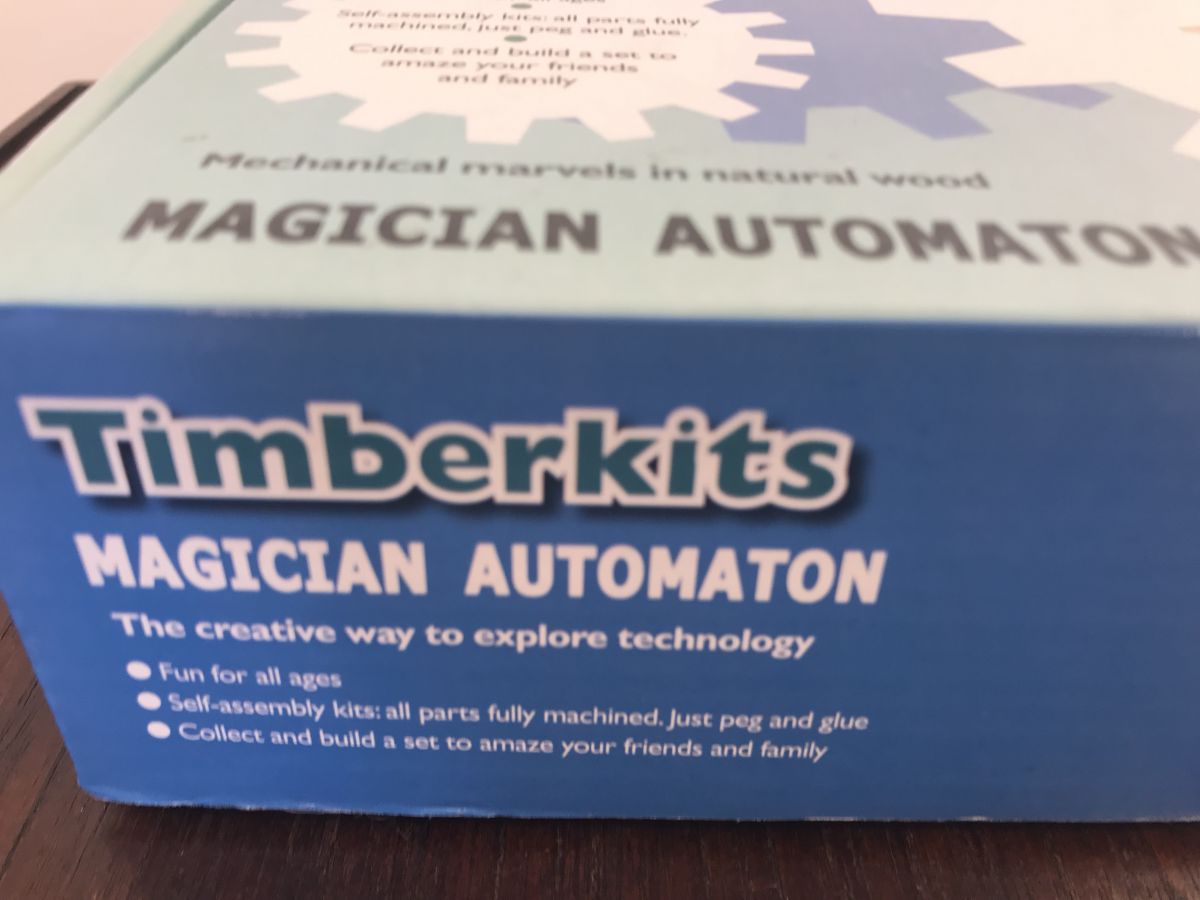 all ages
Self-assembly kits: all parts fully
machined. Just peg and glue.
Collect and build a set to
amaze your friends
and family
Mechanical marvels in natural wood
MAGICIAN AUTOMATON
Timberkits
MAGICIAN AUTOMATON
The creative way to explore technology
● Fun for all ages
● Self-assembly kits: all parts fully machined. Just peg and glue
● Collect and build a set to amaze your friends and family